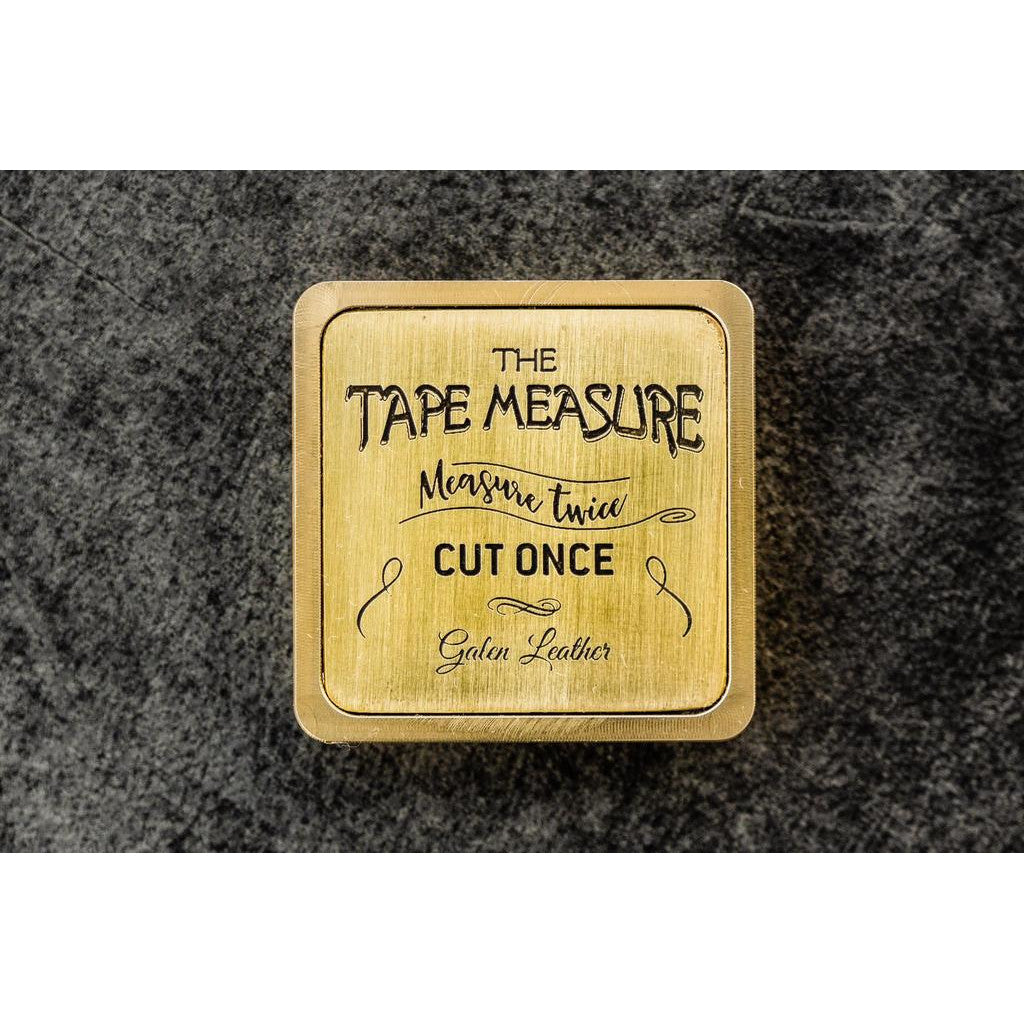 THE
TAPE MEASURE
Measure twice
CUT ONCE
Galen Leather